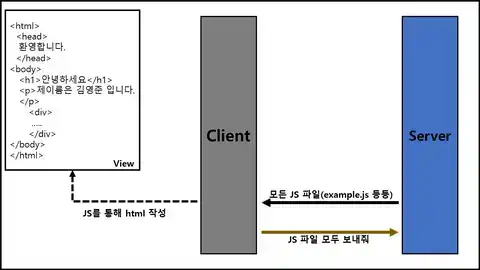 <html>
<head>
환영합니다.
</head>
<body>
<h1>안녕하세요</h1>
<p>제이름은 김영준 입니다.
</p>
<div>
.....
</div>
</body>
</html>
View
Client
Server
모든 JS 파일(example.js 등등)
JS를 통해 html 작성
JS 파일 모두 보내줘